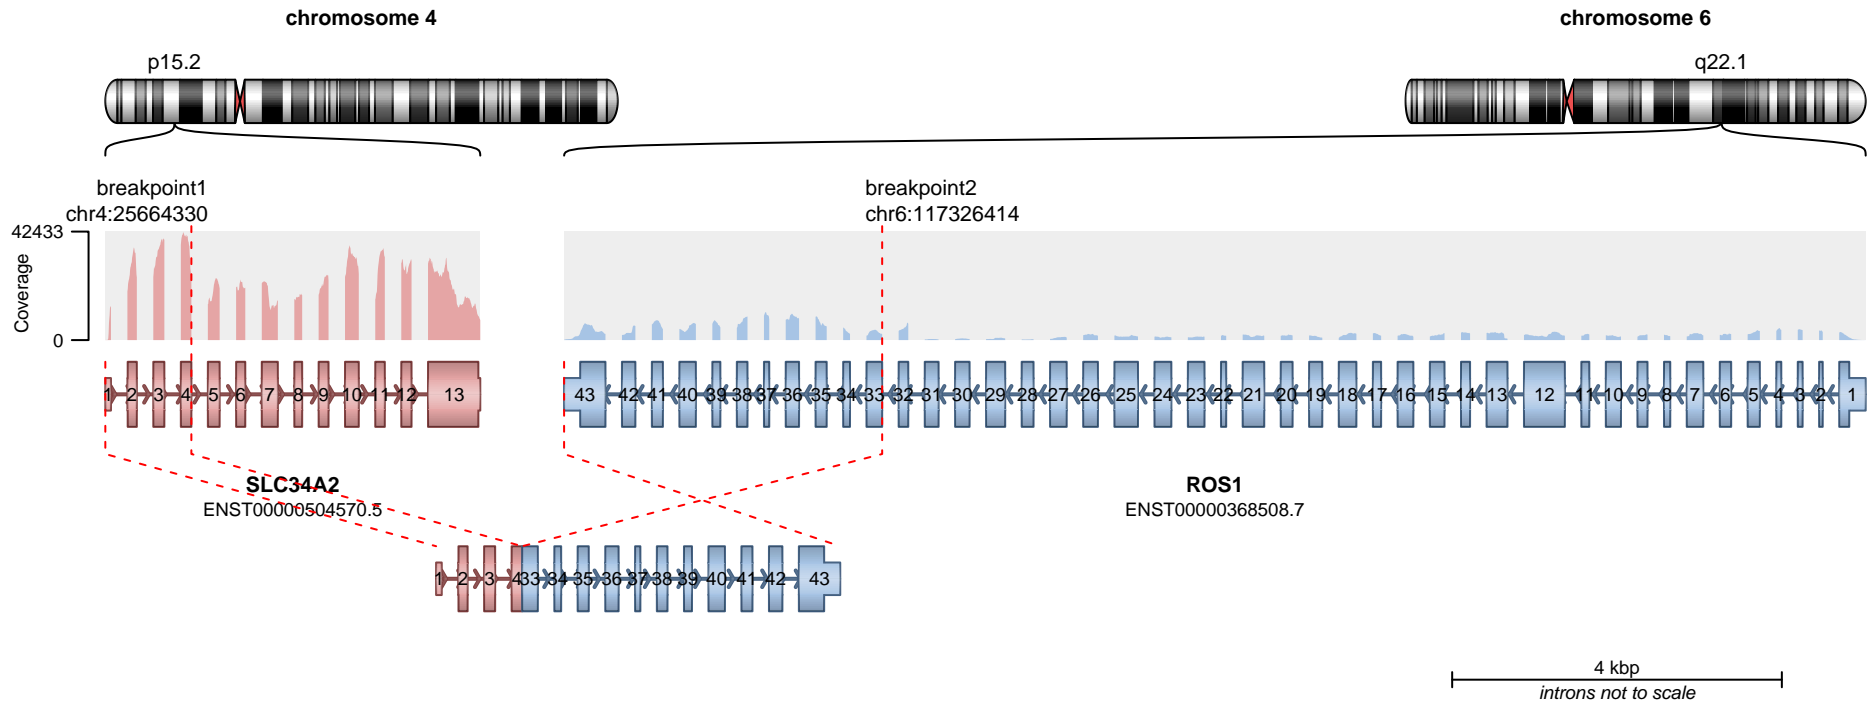 chromosome 4
chromosome 6
p15.2
q22.1
breakpoint1
chr4:25664330
breakpoint2
chr6:117326414
42433
Coverage
0
1 2 3 4 5 6 7 8 9 10 11 12 13
43 42 41 40 39 38 37 36 35 34 33 32 31 30 29 28 27 26 25 24 23 22 21 20 19 18 17 16 15 14 13 12 11 10 9 8 7 6 5 4 3 2 1
SLC34A2
ENST00000504570.5
ROS1
ENST00000368508.7
1 2 3 4 33 34 35 36 37 38 39 40 41 42 43
4 kbp
introns not to scale